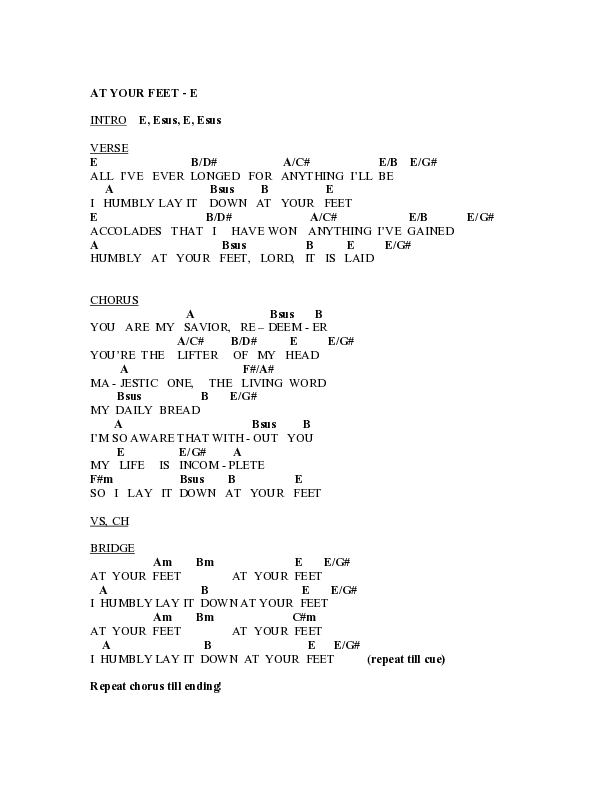 AT YOUR FEET - E
INTRO E, Esus, E, Esus
VERSE
E B/D# A/C# E/B E/G#
ALL I'VE EVER LONGED FOR ANYTHING I'LL BE
A Bsus B E
I HUMBLY LAY IT DOWN AT YOUR FEET
E B/D# A/C# E/B E/G#
ACCOLADES THAT I HAVE WON ANYTHING I'VE GAINED
A Bsus B E E/G#
HUMBLY AT YOUR FEET, LORD, IT IS LAID
CHORUS
A Bsus B
YOU ARE MY SAVIOR, RE – DEEM - ER
A/C# B/D# E E/G#
YOU'RE THE LIFTER OF MY HEAD
A F#/A#
MA - JESTIC ONE, THE LIVING WORD
Bsus B E/G#
MY DAILY BREAD
A Bsus B
I'M SO AWARE THAT WITH - OUT YOU
E E/G# A
MY LIFE IS INCOM - PLETE
F#m Bsus B E
SO I LAY IT DOWN AT YOUR FEET
VS, CH
BRIDGE
Am Bm E E/G#
AT YOUR FEET AT YOUR FEET
A B E E/G#
I HUMBLY LAY IT DOWN AT YOUR FEET
Am Bm C#m
AT YOUR FEET AT YOUR FEET
A B E E/G#
I HUMBLY LAY IT DOWN AT YOUR FEET (repeat till cue)
Repeat chorus till ending!